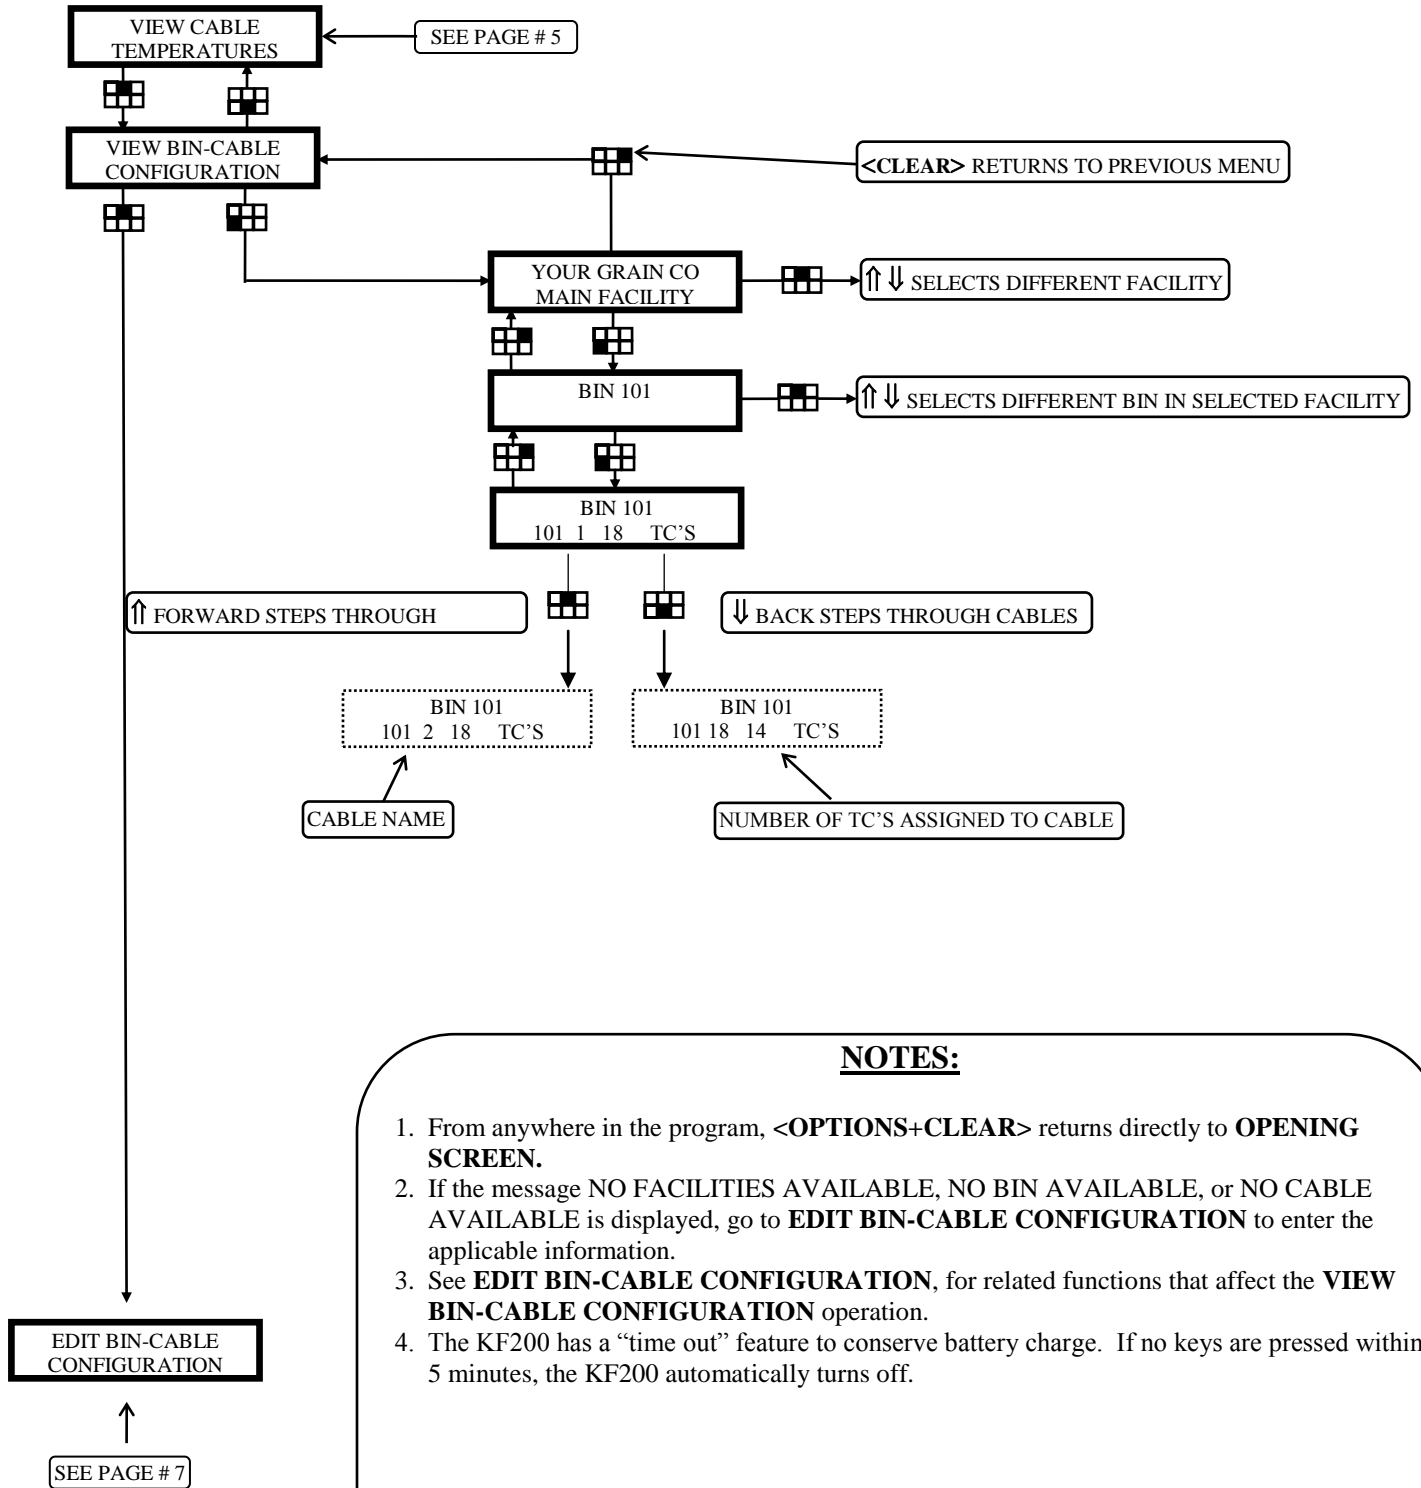 VIEW CABLE
TEMPERATURES
SEE PAGE # 5
VIEW BIN-CABLE
CONFIGURATION
<CLEAR> RETURNS TO PREVIOUS MENU
YOUR GRAIN CO
MAIN FACILITY
⇑ ⇓ SELECTS DIFFERENT FACILITY
BIN 101
⇑ ⇓ SELECTS DIFFERENT BIN IN SELECTED FACILITY
BIN 101
101 1 18 TC'S
⇑ FORWARD STEPS THROUGH
⇓ BACK STEPS THROUGH CABLES
BIN 101
101 2 18 TC'S
BIN 101
101 18 14 TC'S
CABLE NAME
NUMBER OF TC'S ASSIGNED TO CABLE
NOTES:
1. From anywhere in the program, <OPTIONS+CLEAR> returns directly to OPENING
SCREEN.
2. If the message NO FACILITIES AVAILABLE, NO BIN AVAILABLE, or NO CABLE
AVAILABLE is displayed, go to EDIT BIN-CABLE CONFIGURATION to enter the
applicable information.
3. See EDIT BIN-CABLE CONFIGURATION, for related functions that affect the VIEW
BIN-CABLE CONFIGURATION operation.
4. The KF200 has a “time out” feature to conserve battery charge. If no keys are pressed within
5 minutes, the KF200 automatically turns off.
EDIT BIN-CABLE
CONFIGURATION
SEE PAGE # 7